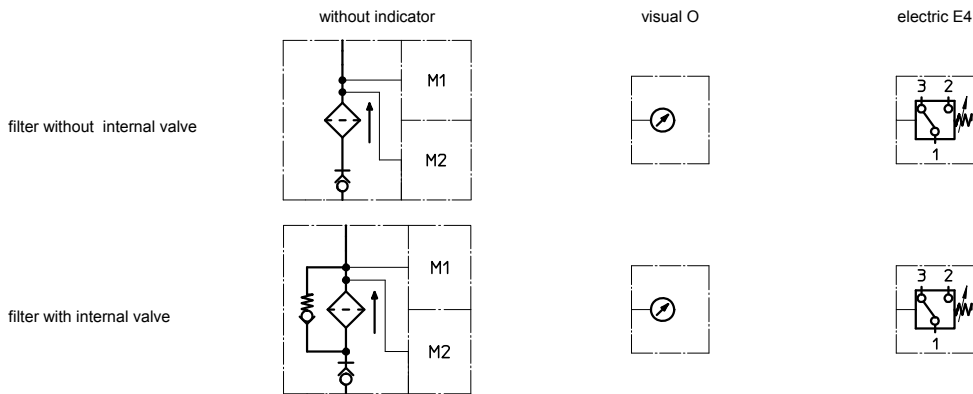 without indicator visual O electric E4
M1
3 2
filter without internal valve
M2
1
M1
3 2
filter with internal valve
M2
1